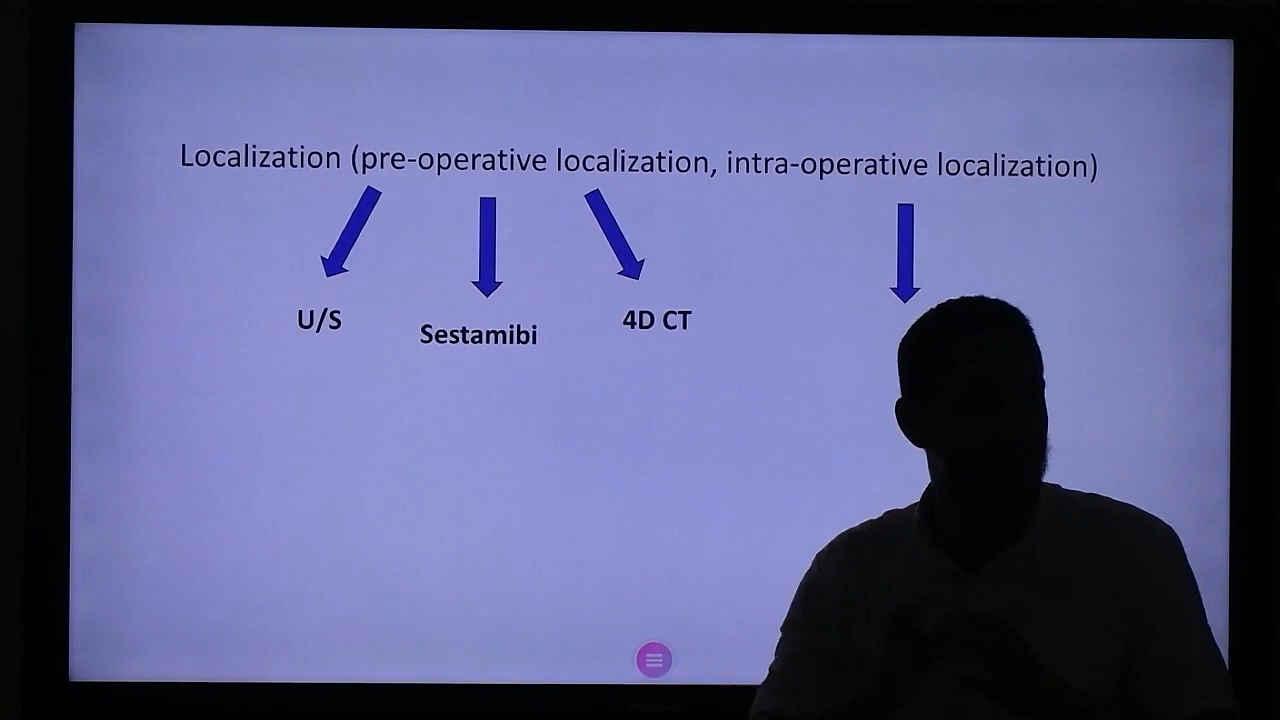 Localization (pre-operative localization, intra-operative localization)
U/S
Sestamibi
4D CT